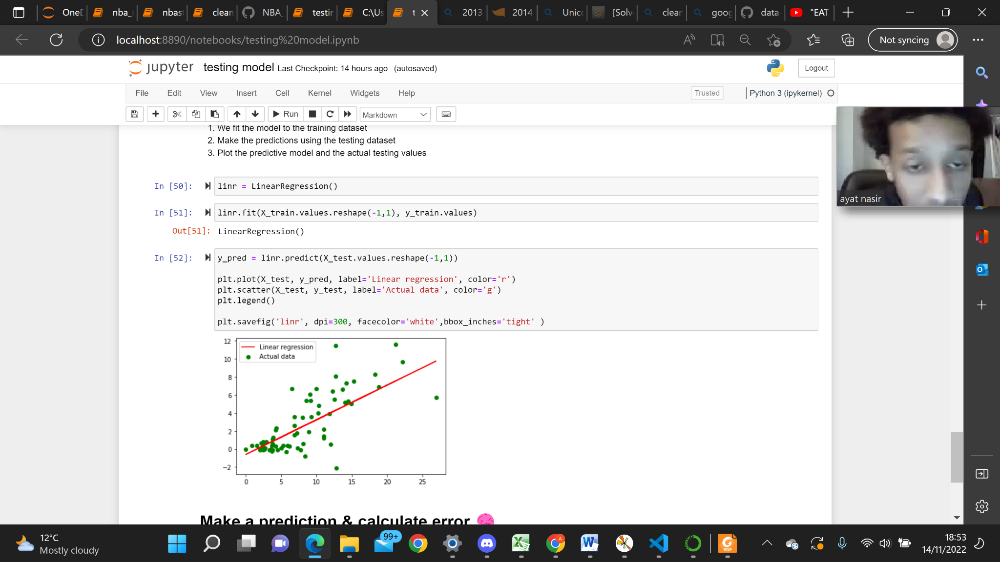 OneD
nba_
nbast
clean
NBA_
testin
C:\Us
t
2013
2014
Unico
[Solv
clean
goog
data-
"EAT
localhost:8890/notebooks/testing%20model.ipynb
Not syncing
jupyter testing model Last Checkpoint: 14 hours ago (autosaved)
Logout
File Edit View Insert Cell Kernel Widgets Help
Trusted
Python 3 (ipykernel)
Run
Markdown
1. We fit the model to the training dataset
2. Make the predictions using the testing dataset
3. Plot the predictive model and the actual testing values
ayat nasir
In [50]: linr = LinearRegression()
In [51]: linr.fit(X_train.values.reshape(-1,1), y_train.values)
Out[51]: LinearRegression()
In [52]: y_pred = linr.predict(X_test.values.reshape(-1,1))
plt.plot(X_test, y_pred, label='Linear regression', color='r')
plt.scatter(X_test, y_test, label='Actual data', color='g')
plt.legend()
plt.savefig('linr', dpi=300, facecolor='white',bbox_inches='tight' )
Linear regression
Actual data
12
10
8
6
4
2
0
-2
0 5 10 15 20 25
Make a prediction & calculate error
12°C
Mostly cloudy
99+
A
PDF
18:53
14/11/2022